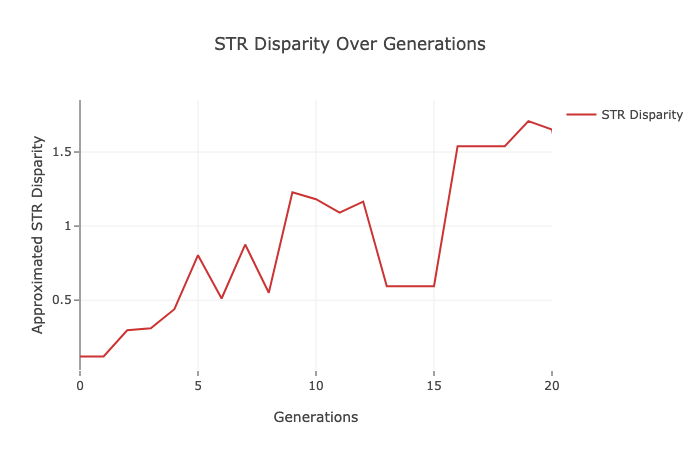 STR Disparity Over Generations
STR Disparity
Approximated STR Disparity
1.5
1
0.5
0
5
10
15
20
Generations